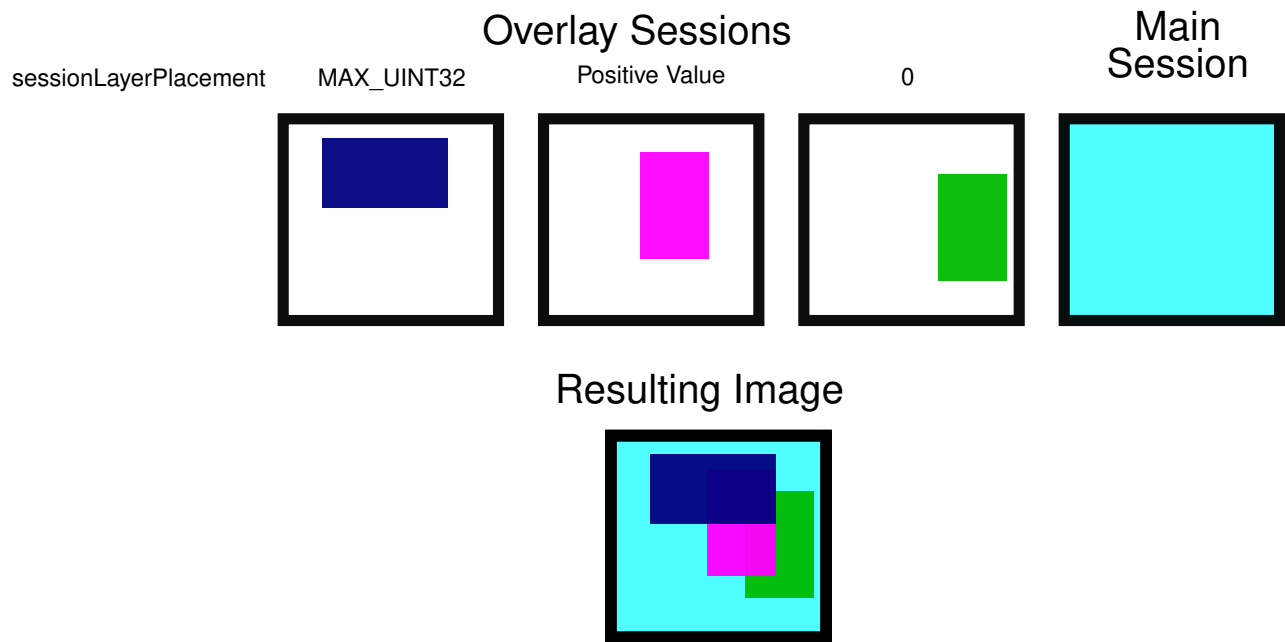 Overlay Sessions
Main
Session
sessionLayerPlacement
MAX_UINT32
Positive Value
0
Resulting Image